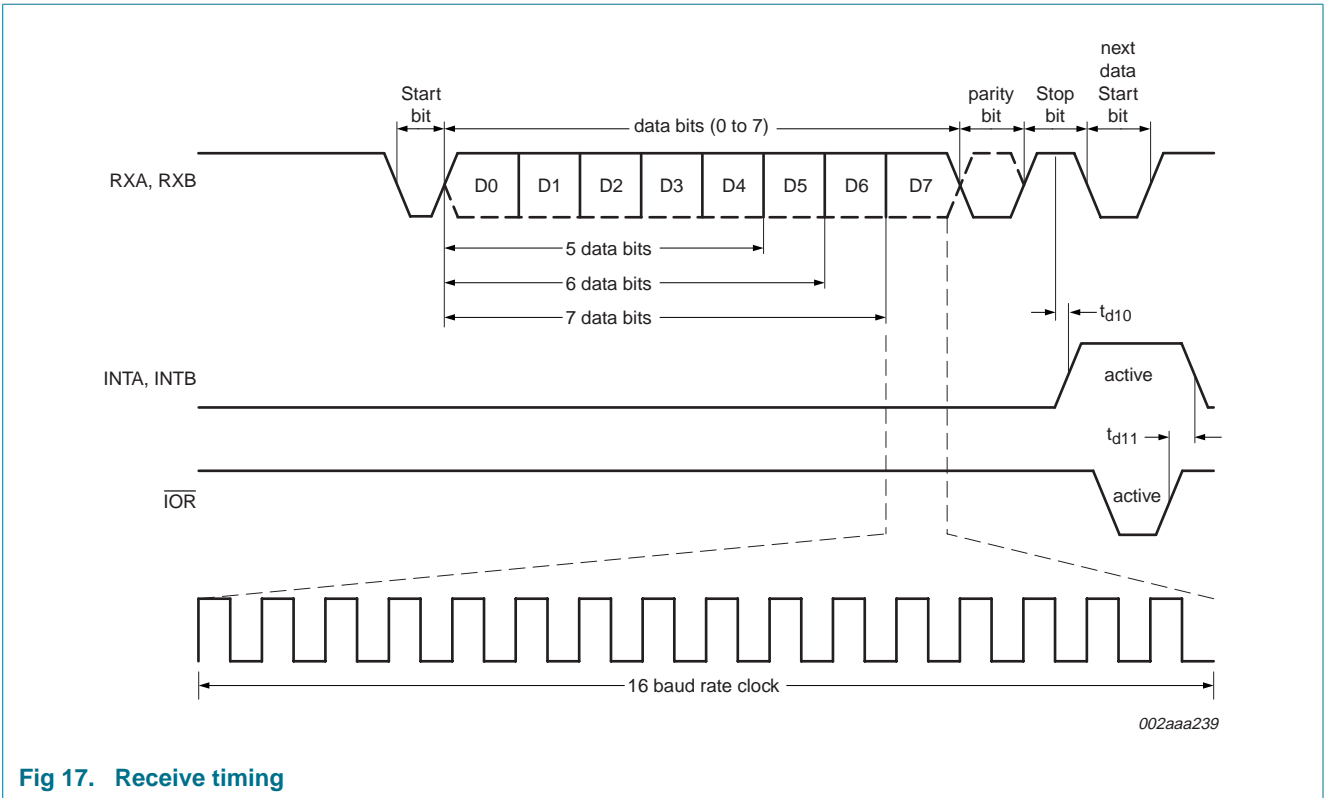 next
data
Start
bit
Start
bit
parity
bit
Stop
bit
data bits (0 to 7)
RXA, RXB
D0 D1 D2 D3 D4 D5 D6 D7
5 data bits
6 data bits
7 data bits
td10
INTA, INTB
active
td11
IOR
active
16 baud rate clock
002aaa239
Fig 17. Receive timing